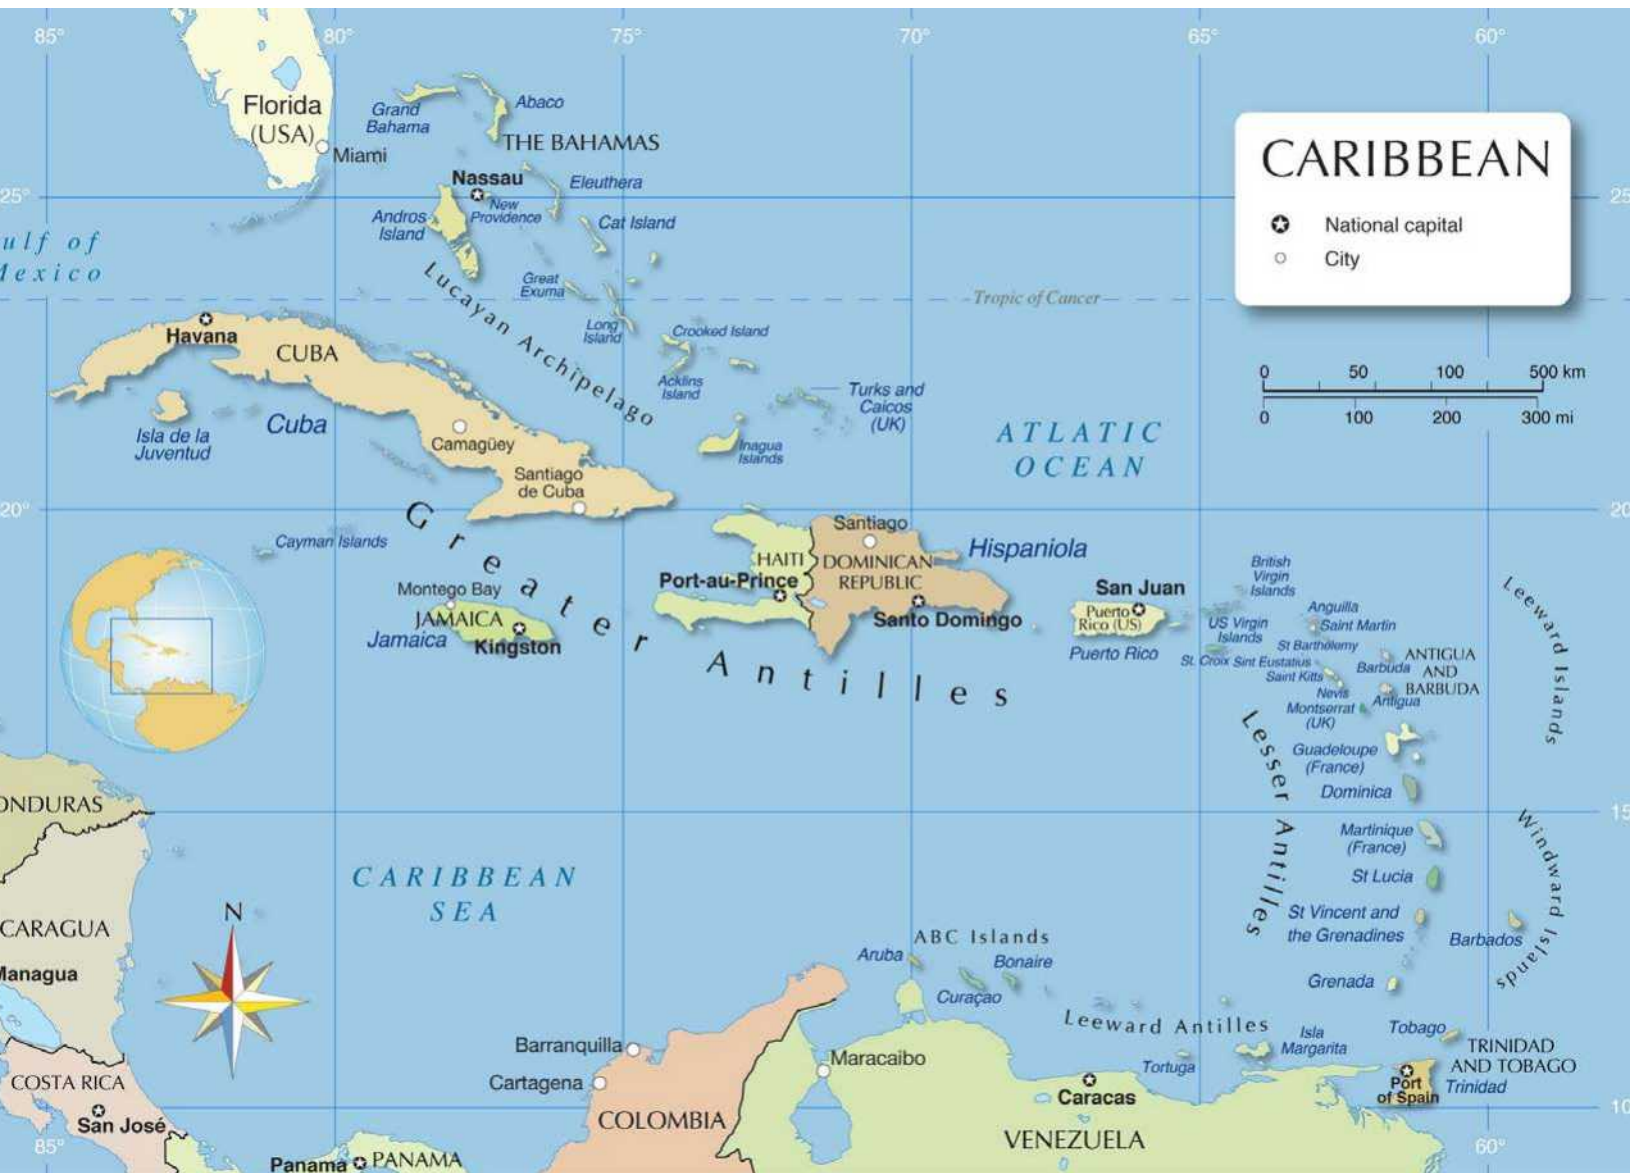 85°
80°
75°
70°
65°
60°
Florida
(USA)
Miami
Grand
Bahama
Abaco
THE BAHAMAS
Nassau
New
Providence
Eleuthera
Andros
Island
Cat Island
25°
25
ulf of
Mexico
CARIBBEAN
National capital
City
Great
Exuma
Lucayan Archipelago
Tropic of Cancer
Long
Island
Crooked Island
Acklins
Island
Turks and
Caicos
(UK)
Inagua
Islands
0 50 100 500 km
0 100 200 300 mi
Havana
CUBA
Cuba
Isla de la
Juventud
Camagüey
Santiago
de Cuba
ATLATIC
OCEAN
20°
20
Cayman Islands
Greater Antilles
Montego Bay
JAMAICA
Jamaica
Kingston
HAITI
Port-au-Prince
Santiago
DOMINICAN
REPUBLIC
Santo Domingo
Hispaniola
San Juan
Puerto
Rico (US)
Puerto Rico
British
Virgin
Islands
US Virgin
Islands
St. Croix
Anguilla
Saint Martin
St Barthélemy
Sint Eustatius
Saint Kitts
Nevis
Barbuda
ANTIGUA
AND
BARBUDA
Antigua
Montserrat
(UK)
Leeward Islands
Lesser Antilles
Guadeloupe
(France)
Dominica
15
Martinique
(France)
St Lucia
St Vincent and
the Grenadines
Barbados
Windward Islands
Grenada
ONDURAS
CARAGUA
Managua
N
CARIBBEAN
SEA
ABC Islands
Aruba
Curaçao
Bonaire
Leeward Antilles
Isla
Margarita
Tortuga
Tobago
TRINIDAD
AND TOBAGO
Trinidad
Port
of Spain
Barranquilla
Cartagena
Maracaibo
Caracas
COLOMBIA
VENEZUELA
COSTA RICA
San José
Panama
PANAMA
10
85°
60°